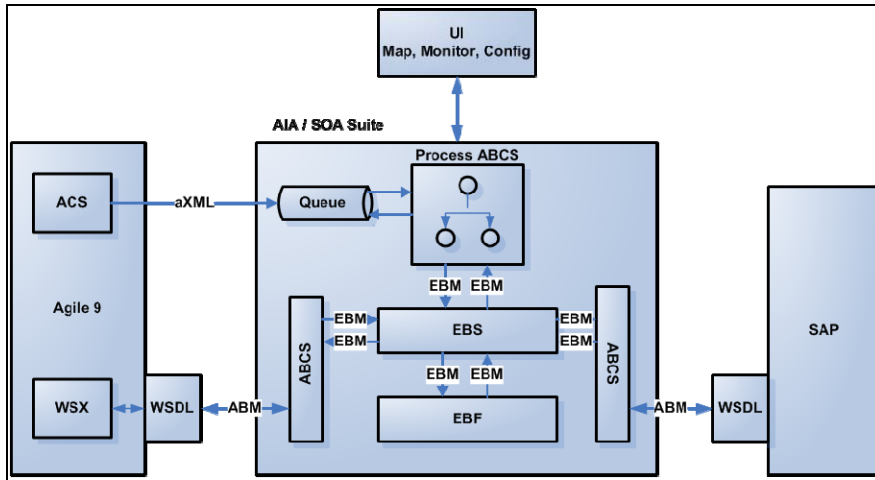 UI
Map, Monitor, Config
AIA / SOA Suite
Process ABCS
ACS
aXML
Queue
EBM
EBM
Agile 9
EBM
EBS
EBM
EBM
EBM
ABCS
ABCS
SAP
EBM
EBM
WSX
WSDL
ABM
EBF
ABM
WSDL